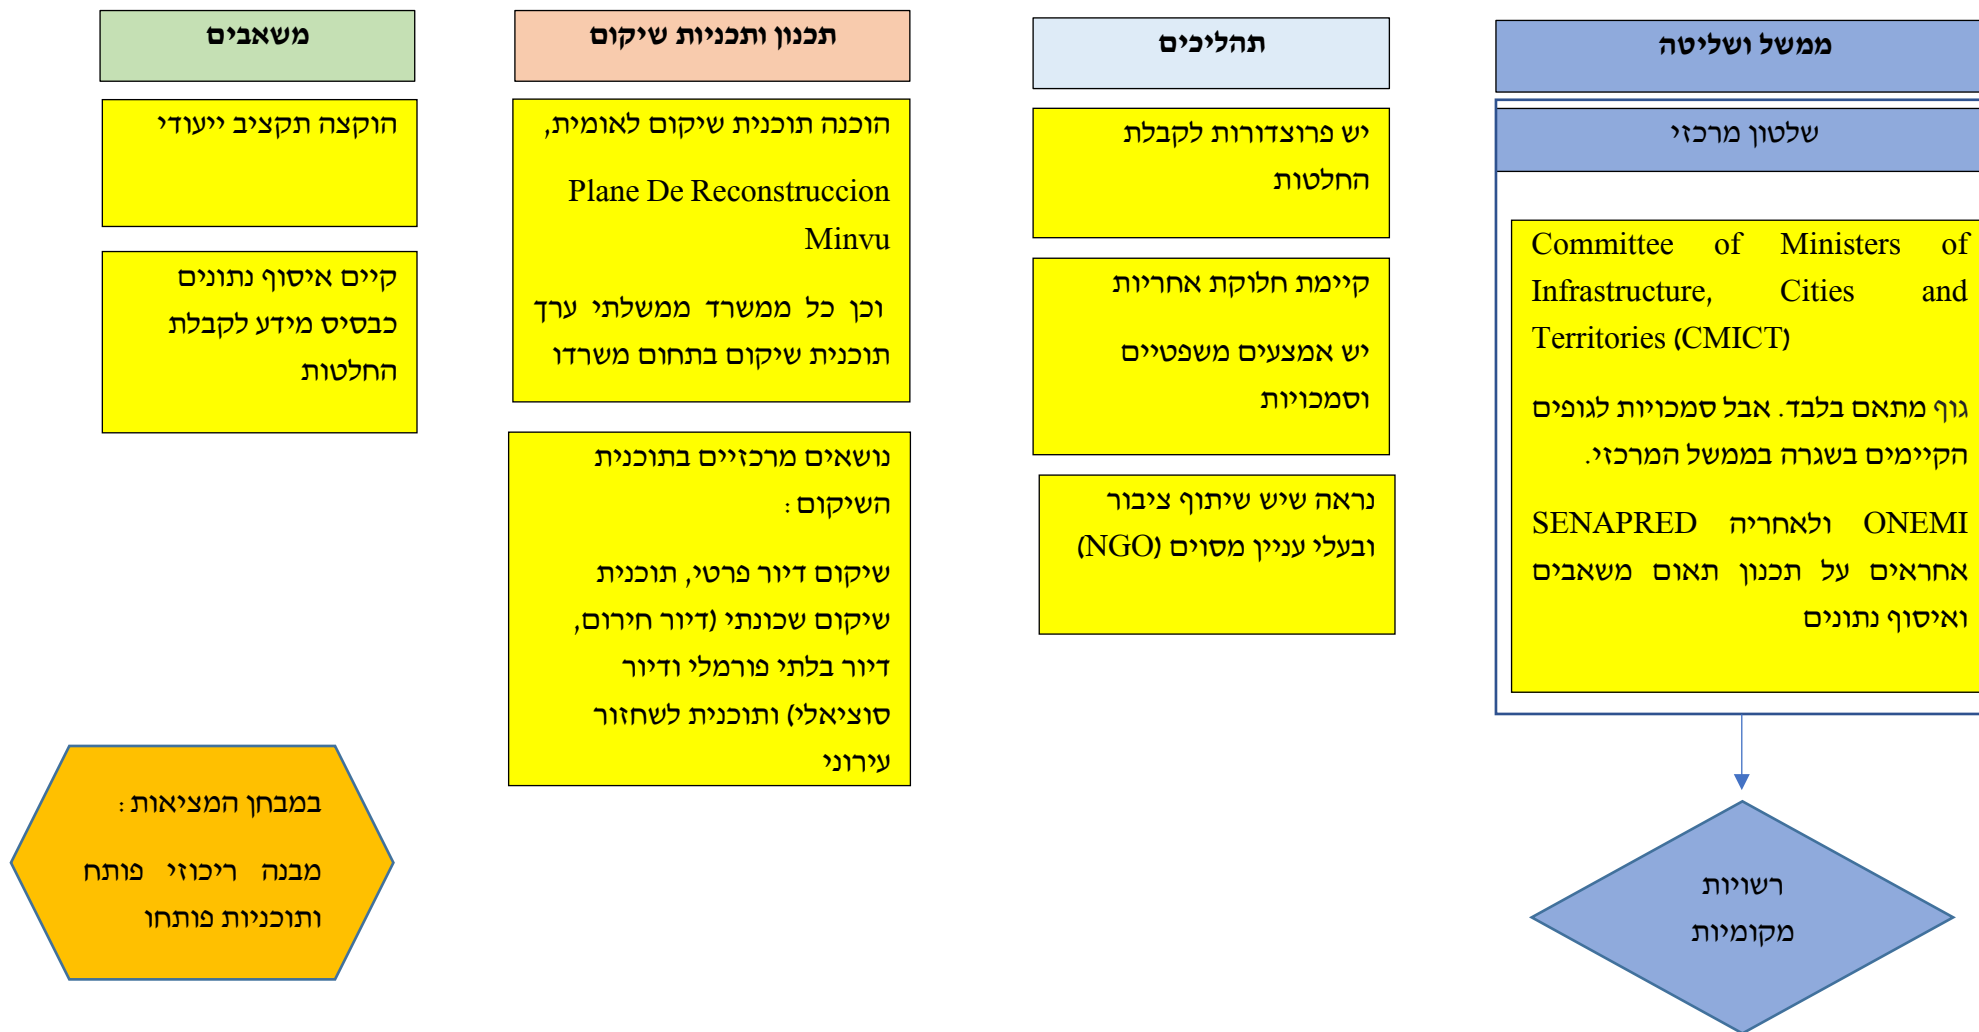 ממשל ושליטה
שלטון מרכזי
Committee of Ministers of
Infrastructure, Cities and
Territories (CMICT)
גוף מתאם בלבד. אבל סמכויות לגופים
הקיימים בשגרה בממשל המרכזי.
ONEMI ולאחריה SENAPRED
אחראים על תכנון תאום משאבים
ואיסוף נתונים
רשויות
מקומיות
תהליכים
יש פרוצדורות לקבלת
החלטות
קיימת חלוקת אחריות
יש אמצעים משפטיים
וסמכויות
נראה שיש שיתוף ציבור
ובעלי עניין מסוים (NGO)
תכנון ותכניות שיקום
הוכנה תוכנית שיקום לאומית,
Plane De Reconstruccion
Minvu
וכן כל ממשרד ממשלתי ערך
תוכנית שיקום בתחום משרדו
נושאים מרכזיים בתוכנית
השיקום:
שיקום דיור פרטי, תוכנית
שיקום שכונתי (דיור חירום,
דיור בלתי פורמלי ודיור
סוציאלי) ותוכנית לשחזור
עירוני
משאבים
הוקצה תקציב ייעודי
קיים איסוף נתונים
כבסיס מידע לקבלת
החלטות
במבחן המציאות:
מבנה ריכוזי פותח
ותוכניות פותחו